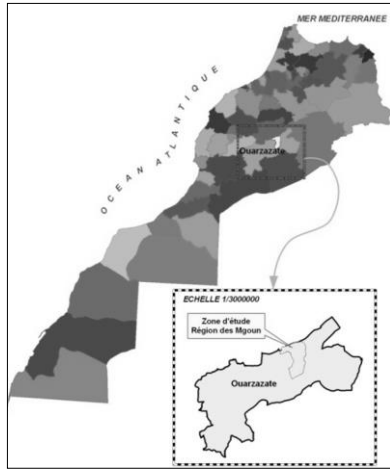 MER MEDITERRANEE
OCEAN ATLANTIQUE
Ouarzazate
ECHELLE 1/3000000
Zone d'étude
Région des Mgoun
Ouarzazate